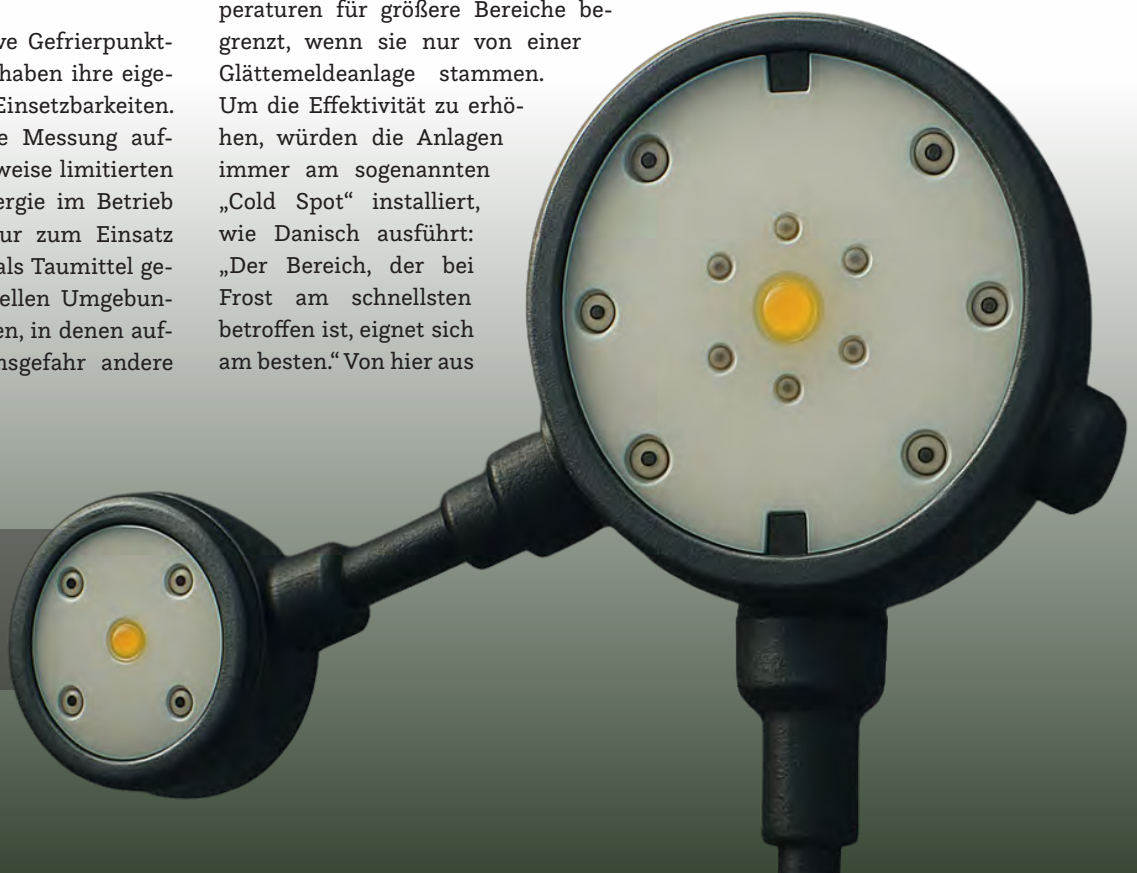 ve Gefrierpunkt-
haben ihre eige-
Einsetzbarkeiten.
e Messung auf-
weise limitierten
ergie im Betrieb
ur zum Einsatz
als Taumittel ge-
ellen Umgebun-
en, in denen auf-
nsgefahr andere
peraturen für größere Bereiche be-
grenzt, wenn sie nur von einer
Glättemeldeanlage stammen.
Um die Effektivität zu erhö-
hen, würden die Anlagen
immer am sogenannten
„Cold Spot“ installiert,
wie Danisch ausführt:
„Der Bereich, der bei
Frost am schnellsten
betroffen ist, eignet sich
am besten.“ Von hier aus